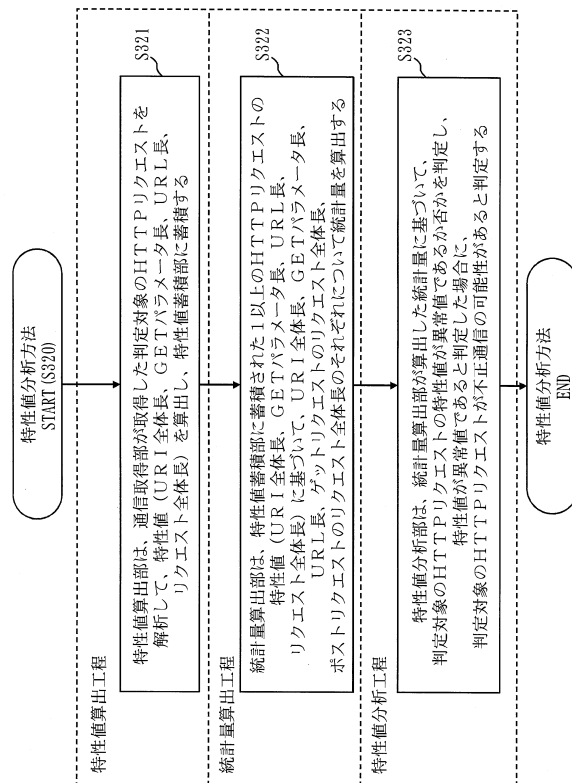 特性値分析方法
START(S320)
特性値算出工程
S321
特性値算出部は、通信取得部が取得した判定対象のHTTPリクエストを
解析して、特性値(URI全体長、GETパラメータ長、URL長、
リクエスト全体長)を算出し、特性値蓄積部に蓄積する
統計量算出工程
S322
統計量算出部は、特性値蓄積部に蓄積された1以上のHTTPリクエストの
特性値(URI全体長、GETパラメータ長、URL長、
リクエスト全体長)に基づいて、URI全体長、GETパラメータ長、
URL長、ゲットリクエストのリクエスト全体長、
ポストリクエストのリクエスト全体長のそれぞれについて統計量を算出する
特性値分析工程
S323
特性値分析部は、統計量算出部が算出した統計量に基づいて、
判定対象のHTTPリクエストの特性値が異常値であるか否かを判定し、
特性値が異常値であると判定した場合に、
判定対象のHTTPリクエストが不正通信の可能性があると判定する
特性値分析方法
END